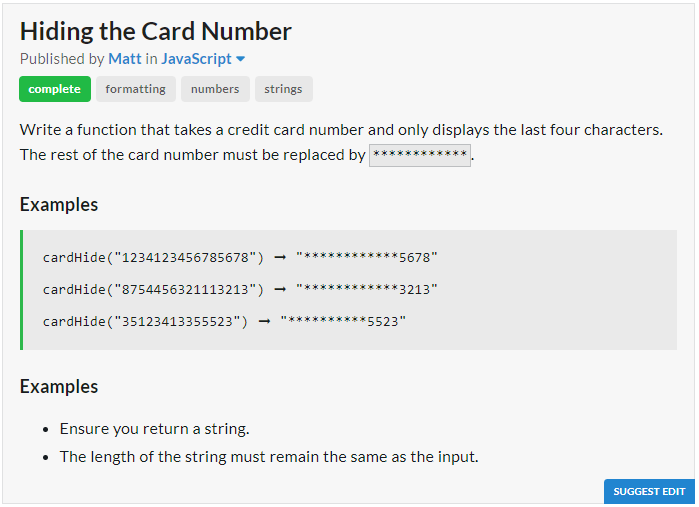 Hiding the Card Number
Published by Matt in JavaScript
complete formatting numbers strings
Write a function that takes a credit card number and only displays the last four characters.
The rest of the card number must be replaced by ************.
Examples
cardHide("1234123456785678") ➞ "************5678"
cardHide("8754456321113213") ➞ "************3213"
cardHide("35123413355523") ➞ "**********5523"
Examples
• Ensure you return a string.
• The length of the string must remain the same as the input.
SUGGEST EDIT